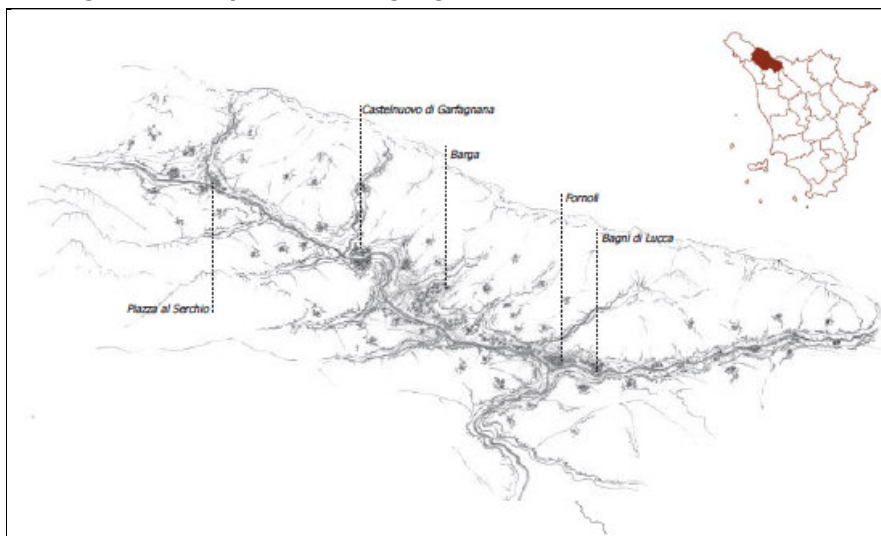 Castelnuovo di Garfagnana
Barga
Fornoli
Bagni di Lucca
Piazza al Serchio